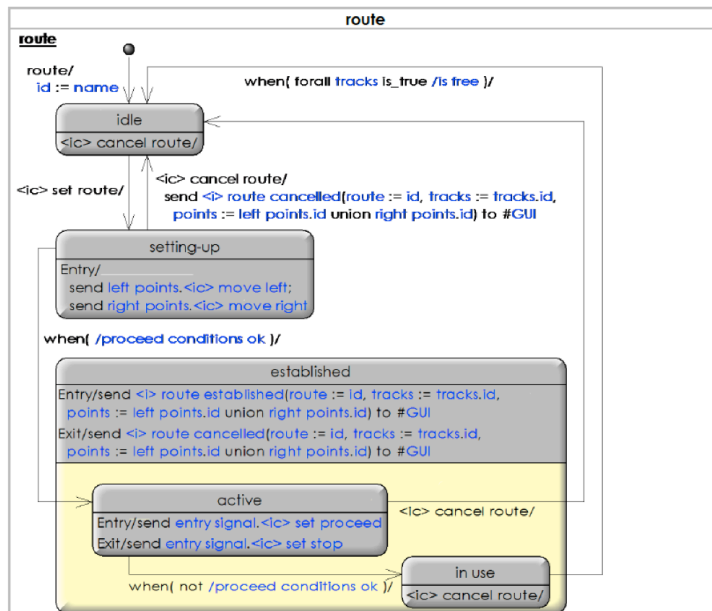 route
route
route/
id := name
when( forall tracks is_true /is free )/
idle
<ic> cancel route/
<ic> set route/
<ic> cancel route/
send <i> route cancelled(route := id, tracks := tracks.id,
points := left points.id union right points.id) to #GUI
setting-up
Entry/
send left points.<ic> move left;
send right points.<ic> move right
when( /proceed conditions ok )/
established
Entry/send <i> route established(route := id, tracks := tracks.id,
points := left points.id union right points.id) to #GUI
Exit/send <i> route cancelled(route := id, tracks := tracks.id,
points := left points.id union right points.id) to #GUI
active
Entry/send entry signal.<ic> set proceed
Exit/send entry signal.<ic> set stop
<ic> cancel route/
when( not /proceed conditions ok )/
in use
<ic> cancel route/